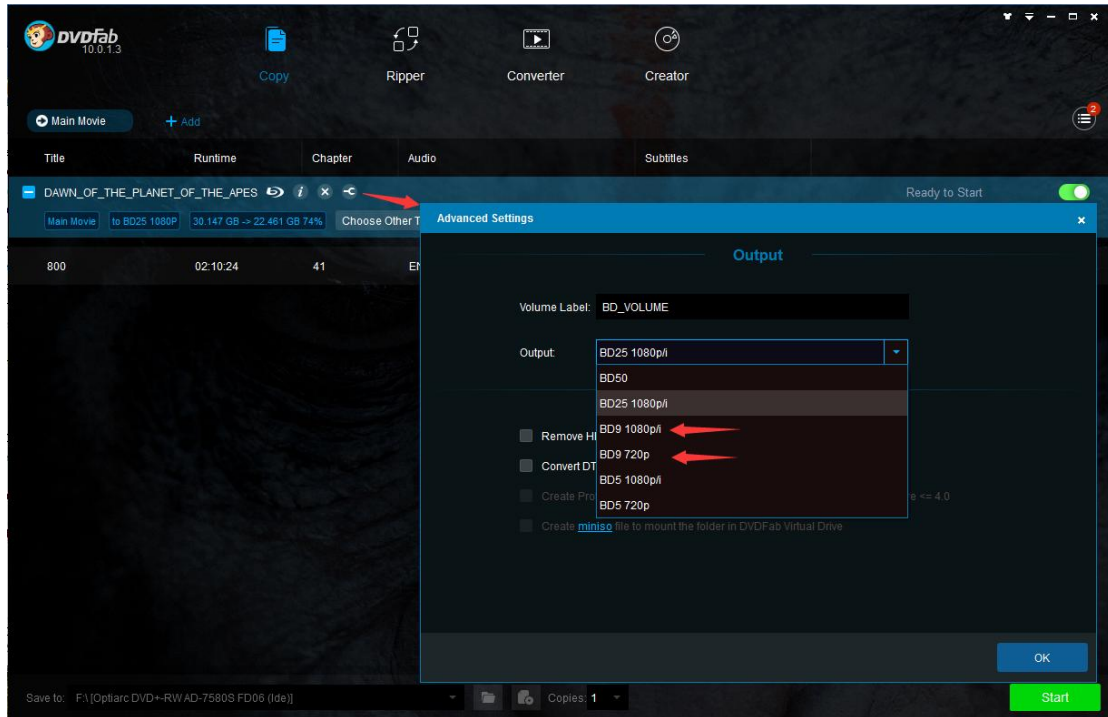 DVDFab
10.0.1.3
Copy
Ripper
Converter
Creator
Main Movie
+ Add
2
Title Runtime Chapter Audio Subtitles
DAWN_OF_THE_PLANET_OF_THE_APES
Ready to Start
Main Movie to BD25 1080P 30.147 GB -> 22.461 GB 74% Choose Other T
800 02:10:24 41 EN
Advanced Settings
Output
Volume Label: BD_VOLUME
Output: BD25 1080p/i
BD50
BD25 1080p/i
BD9 1080p/i
BD9 720p
BD5 1080p/i
BD5 720p
Remove H
Convert DT
Create Pro e <= 4.0
Create miniso file to mount the folder in DVDFab Virtual Drive
OK
Save to: F:\ [Optiarc DVD+-RW AD-7580S FD06 (Ide)]
Copies: 1
Start